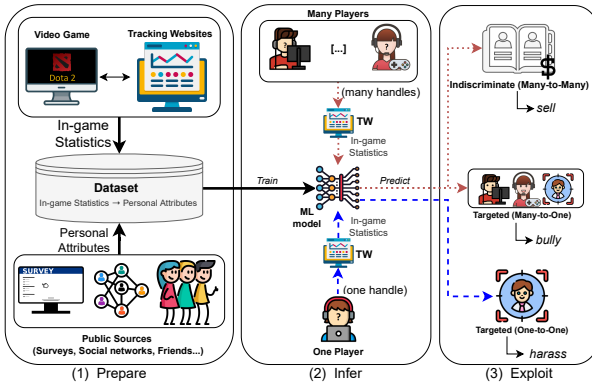 Video Game
Tracking Websites
Dota 2
In-game
Statistics
Dataset
In-game Statistics → Personal Attributes
Personal
Attributes
SURVEY
Public Sources
(Surveys, Social networks, Friends...)
(1) Prepare
Many Players
[...]
(many handles)
TW
In-game
Statistics
Train
ML
model
Predict
In-game
Statistics
TW
(one handle)
One Player
(2) Infer
$
Indiscriminate (Many-to-Many)
sell
Targeted (Many-to-One)
bully
Targeted (One-to-One)
harass
(3) Exploit